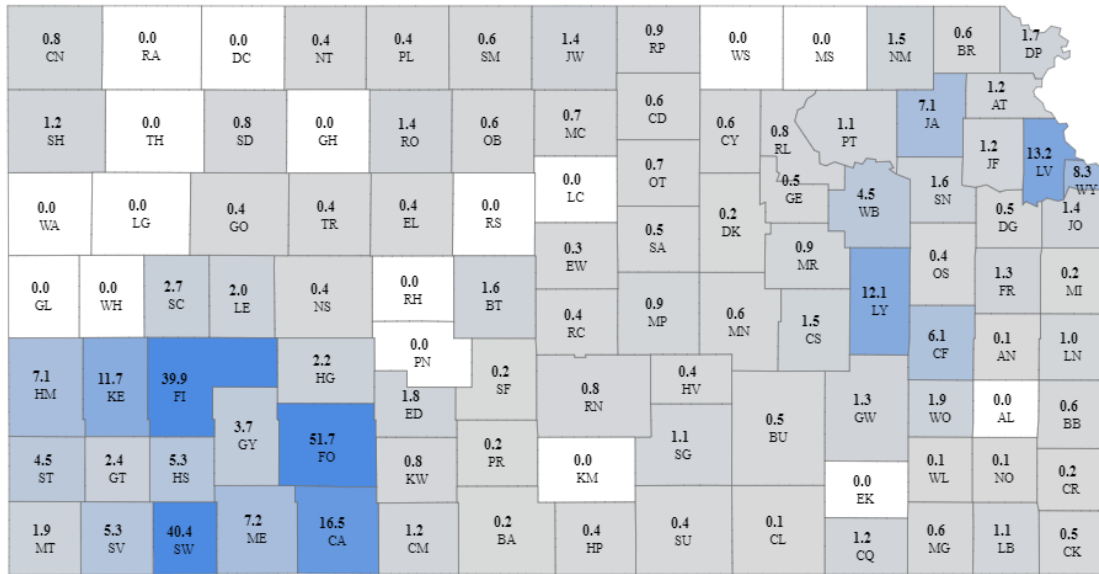 0.8
CN
0.0
RA
0.0
DC
0.4
NT
0.4
PL
0.6
SM
1.4
JW
0.9
RP
0.0
WS
0.0
MS
1.5
NM
0.6
BR
1.7
DP
1.2
SH
0.0
TH
0.8
SD
0.0
GH
1.4
RO
0.6
OB
0.7
MC
0.6
CD
0.6
CY
0.8
RL
1.1
PT
7.1
JA
1.2
AT
1.2
JF
13.2
LV
8.3
WY
0.0
WA
0.0
LG
0.4
GO
0.4
TR
0.4
EL
0.0
RS
0.0
LC
0.7
OT
0.2
DK
0.5
GE
4.5
WB
1.6
SN
0.5
DG
1.4
JO
0.3
EW
0.5
SA
0.9
MR
0.4
OS
1.3
FR
0.2
MI
0.0
GL
0.0
WH
2.7
SC
2.0
LE
0.4
NS
0.0
RH
1.6
BT
0.4
RC
0.9
MP
0.6
MN
1.5
CS
12.1
LY
6.1
CF
0.1
AN
1.0
LN
7.1
HM
11.7
KE
39.9
FI
2.2
HG
0.0
PN
0.2
SF
0.8
RN
0.4
HV
0.5
BU
1.3
GW
1.9
WO
0.0
AL
0.6
BB
3.7
GY
51.7
FO
1.8
ED
1.1
SG
4.5
ST
2.4
GT
5.3
HS
0.8
KW
0.2
PR
0.0
KM
0.0
EK
0.1
WL
0.1
NO
0.2
CR
1.9
MT
5.3
SV
40.4
SW
7.2
ME
16.5
CA
1.2
CM
0.2
BA
0.4
HP
0.4
SU
0.1
CL
1.2
CQ
0.6
MG
1.1
LB
0.5
CK